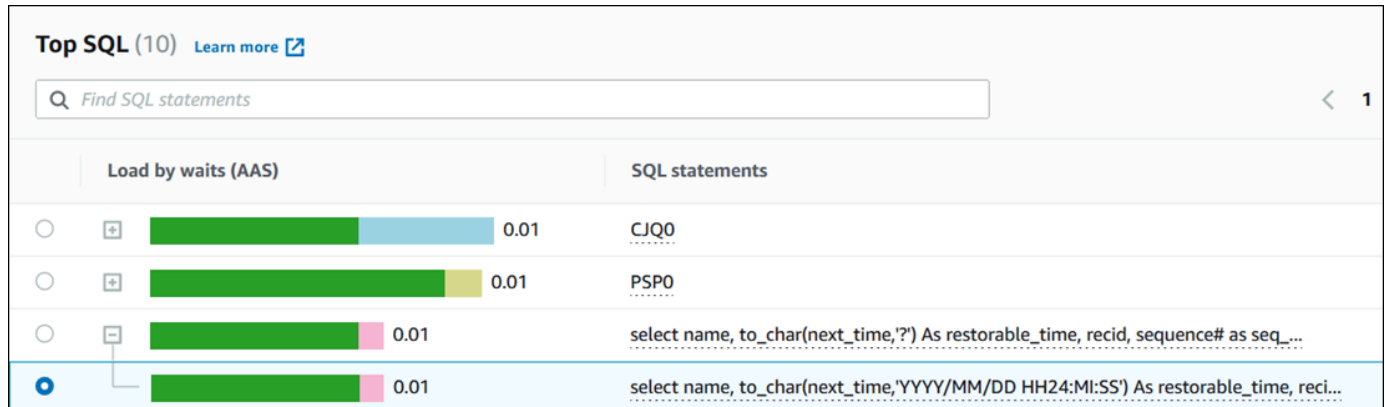 Top SQL (10) Learn more
Find SQL statements
1
Load by waits (AAS) SQL statements
0.01 CJQ0
0.01 PSP0
0.01 select name, to_char(next_time,'?') As restorable_time, recid, sequence# as seq_...
0.01 select name, to_char(next_time,'YYYY/MM/DD HH24:MI:SS') As restorable_time, reci...